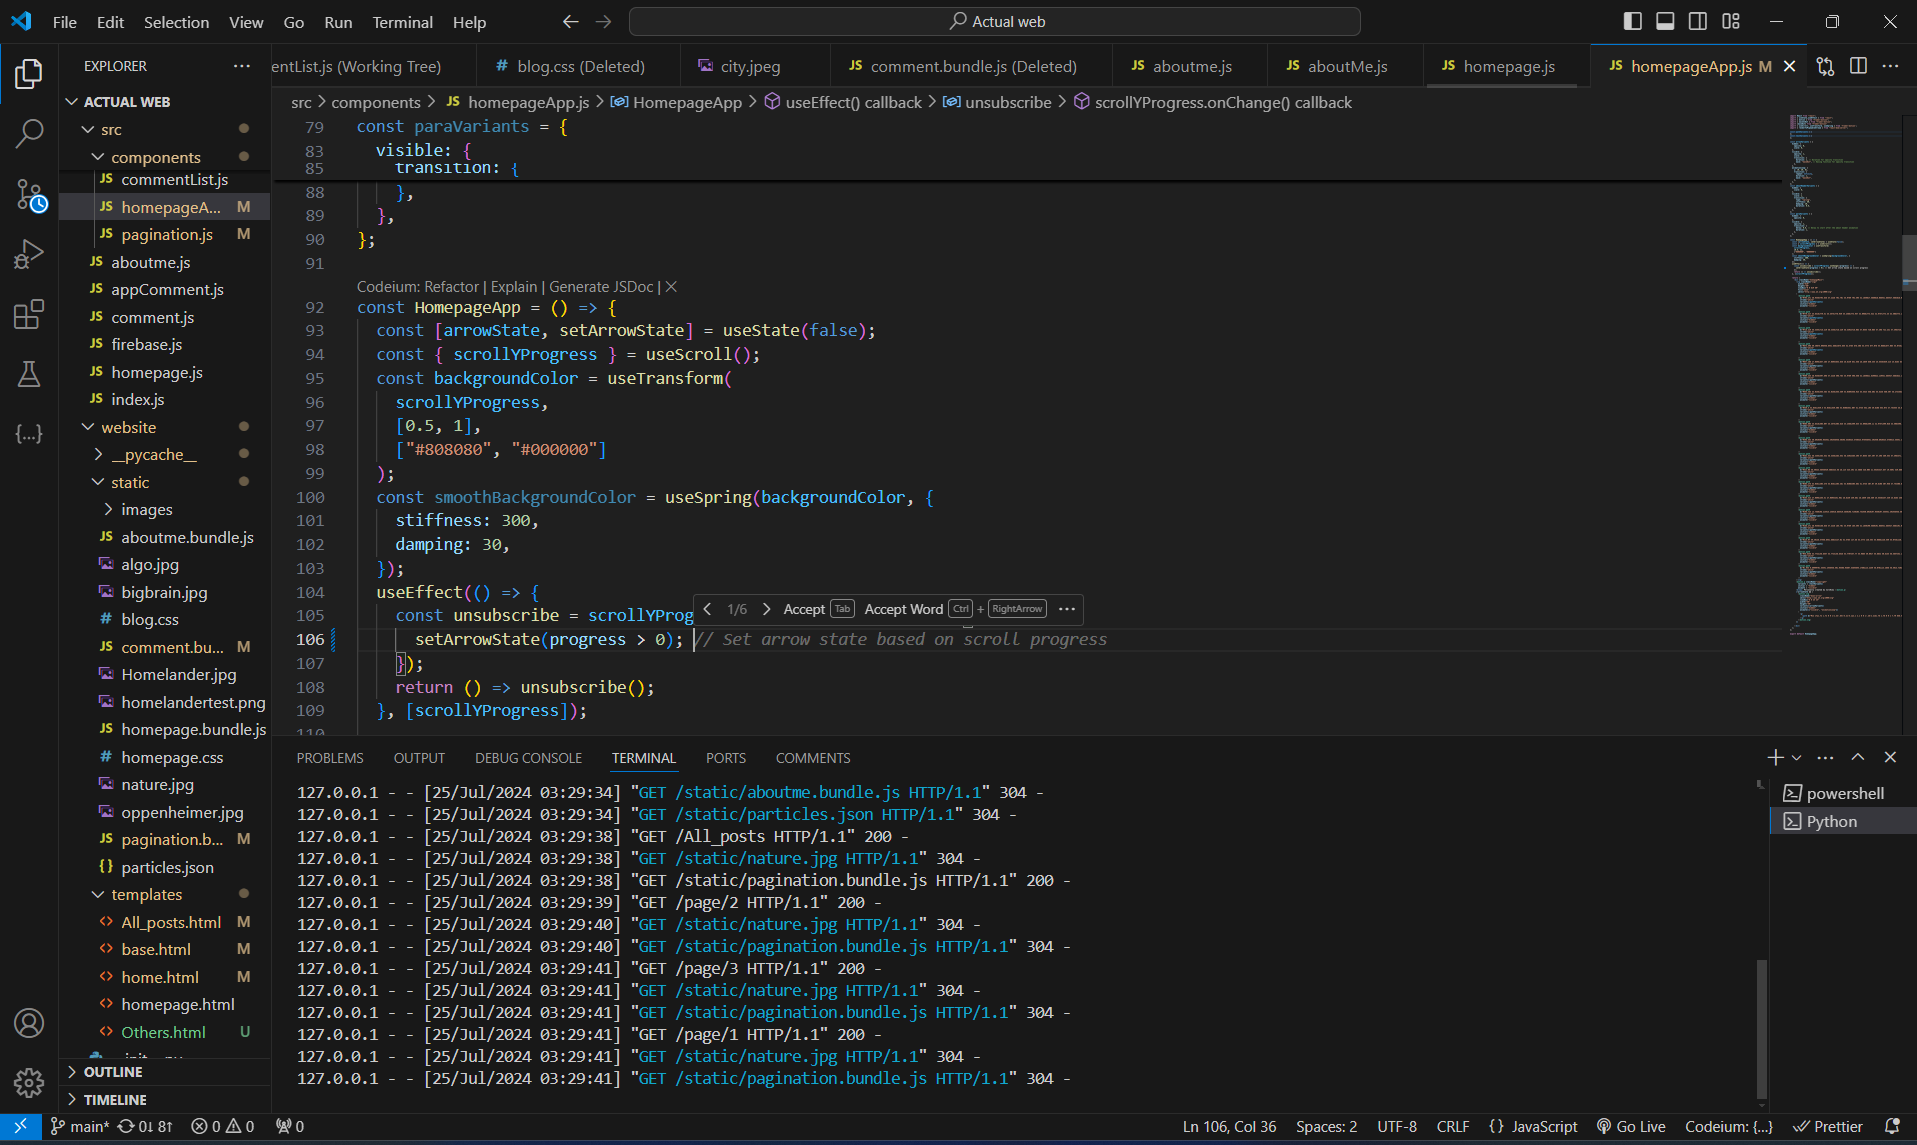 File Edit Selection View Go Run Terminal Help
Actual web
EXPLORER
entList.js (Working Tree)
# blog.css (Deleted)
city.jpeg
JS comment.bundle.js (Deleted)
JS aboutme.js
JS aboutMe.js
JS homepage.js
JS homepageApp.js M
src > components > JS homepageApp.js > HomepageApp > useEffect() callback > unsubscribe > scrollYProgress.onChange() callback
ACTUAL WEB
src
components
JS commentList.js
JS homepageA... M
JS pagination.js M
JS aboutme.js
JS appComment.js
JS comment.js
JS firebase.js
JS homepage.js
JS index.js
website
__pycache__
static
images
JS aboutme.bundle.js
algo.jpg
bigbrain.jpg
# blog.css
JS comment.bu... M
Homelander.jpg
homelandertest.png
JS homepage.bundle.js
# homepage.css
nature.jpg
oppenheimer.jpg
JS pagination.b... M
{} particles.json
templates
<> All_posts.html M
<> base.html M
<> home.html M
<> homepage.html
<> Others.html U
OUTLINE
TIMELINE
79 const paraVariants = {
83 visible: {
85 transition: {
88 },
89 },
90 };
91
Codeium: Refactor | Explain | Generate JSDoc | X
92 const HomepageApp = () => {
93 const [arrowState, setArrowState] = useState(false);
94 const { scrollYProgress } = useScroll();
95 const backgroundColor = useTransform(
96 scrollYProgress,
97 [0.5, 1],
98 ["#808080", "#000000"]
99 );
100 const smoothBackgroundColor = useSpring(backgroundColor, {
101 stiffness: 300,
102 damping: 30,
103 });
104 useEffect(() => {
105 const unsubscribe = scrollYProg
< 1/6 > Accept Tab Accept Word Ctrl + RightArrow ...
106 setArrowState(progress > 0); // Set arrow state based on scroll progress
107 });
108 return () => unsubscribe();
109 }, [scrollYProgress]);
110
PROBLEMS OUTPUT DEBUG CONSOLE TERMINAL PORTS COMMENTS
127.0.0.1 - - [25/Jul/2024 03:29:34] "GET /static/aboutme.bundle.js HTTP/1.1" 304 -
127.0.0.1 - - [25/Jul/2024 03:29:34] "GET /static/particles.json HTTP/1.1" 304 -
127.0.0.1 - - [25/Jul/2024 03:29:38] "GET /All_posts HTTP/1.1" 200 -
127.0.0.1 - - [25/Jul/2024 03:29:38] "GET /static/nature.jpg HTTP/1.1" 304 -
127.0.0.1 - - [25/Jul/2024 03:29:38] "GET /static/pagination.bundle.js HTTP/1.1" 200 -
127.0.0.1 - - [25/Jul/2024 03:29:39] "GET /page/2 HTTP/1.1" 200 -
127.0.0.1 - - [25/Jul/2024 03:29:40] "GET /static/nature.jpg HTTP/1.1" 304 -
127.0.0.1 - - [25/Jul/2024 03:29:40] "GET /static/pagination.bundle.js HTTP/1.1" 304 -
127.0.0.1 - - [25/Jul/2024 03:29:41] "GET /page/3 HTTP/1.1" 200 -
127.0.0.1 - - [25/Jul/2024 03:29:41] "GET /static/nature.jpg HTTP/1.1" 304 -
127.0.0.1 - - [25/Jul/2024 03:29:41] "GET /static/pagination.bundle.js HTTP/1.1" 304 -
127.0.0.1 - - [25/Jul/2024 03:29:41] "GET /page/1 HTTP/1.1" 200 -
127.0.0.1 - - [25/Jul/2024 03:29:41] "GET /static/nature.jpg HTTP/1.1" 304 -
127.0.0.1 - - [25/Jul/2024 03:29:41] "GET /static/pagination.bundle.js HTTP/1.1" 304 -
powershell
Python
main* 0↓ 8↑ 0 0 0
Ln 106, Col 36 Spaces: 2 UTF-8 CRLF {} JavaScript Go Live Codeium: {...} Prettier